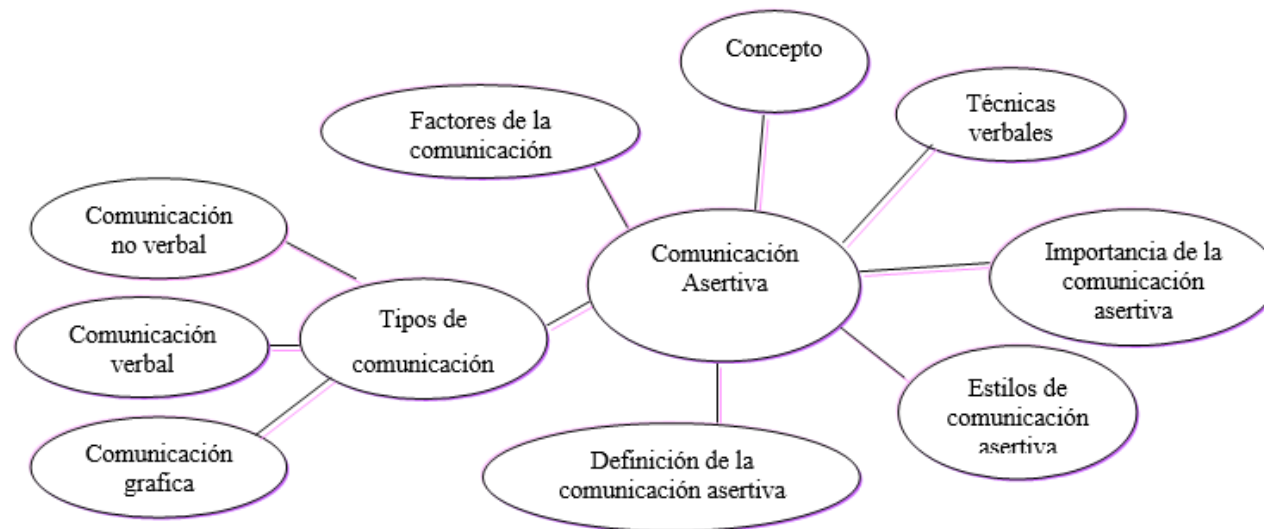 Concepto
Técnicas
verbales
Factores de la
comunicación
Comunicación
no verbal
Comunicación
Asertiva
Importancia de la
comunicación
asertiva
Tipos de
comunicación
Comunicación
verbal
Estilos de
comunicación
asertiva
Comunicación
grafica
Definición de la
comunicación asertiva